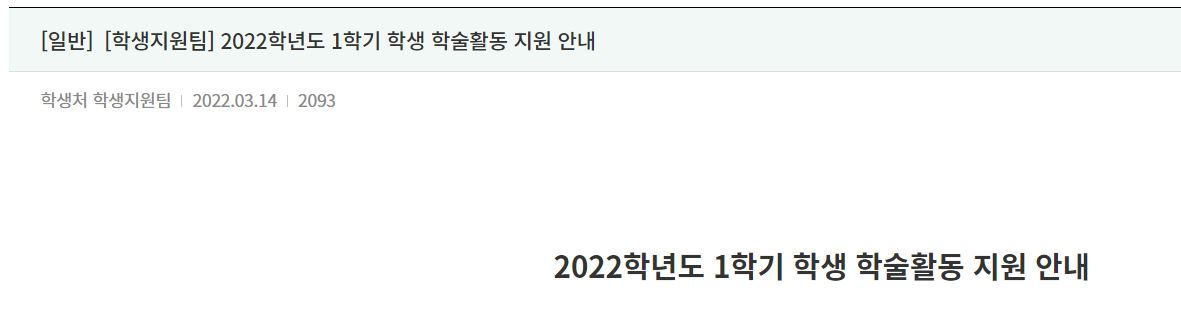 [일반] [학생지원팀] 2022학년도 1학기 학생 학술활동 지원 안내
학생처 학생지원팀 | 2022.03.14 | 2093
2022학년도 1학기 학생 학술활동 지원 안내